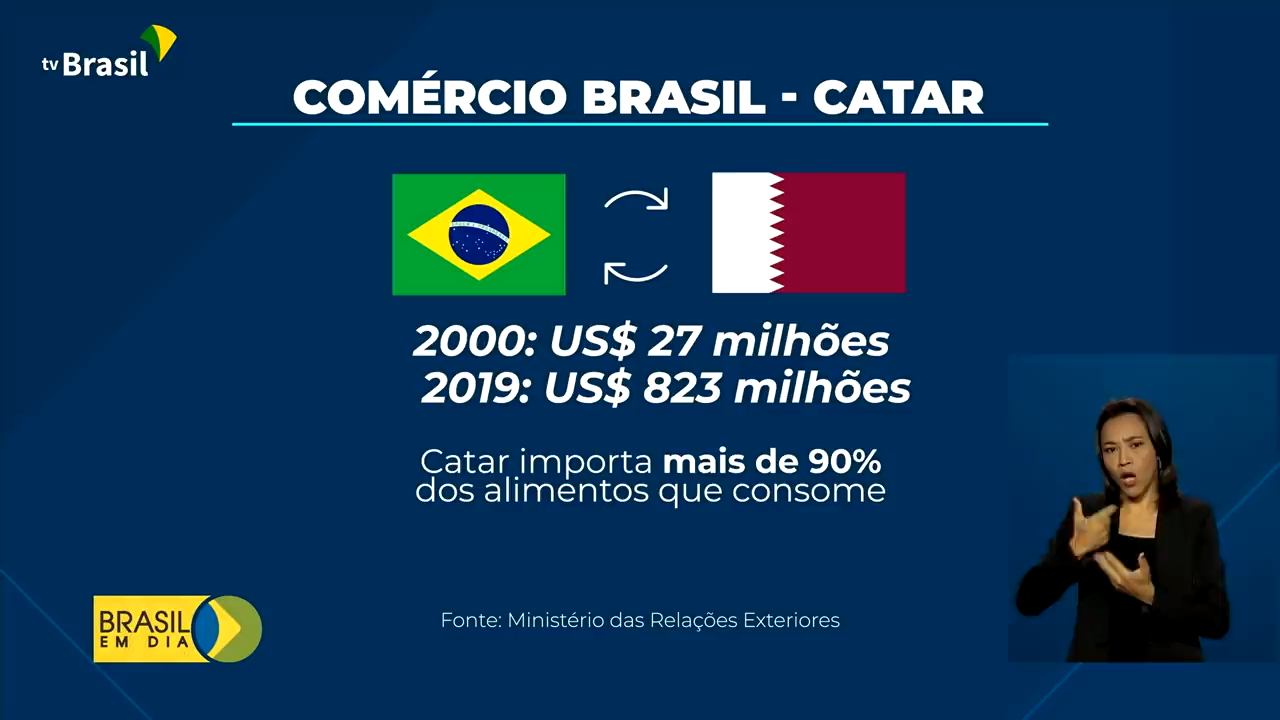 tv Brasil
COMÉRCIO BRASIL - CATAR
2000: US$ 27 milhões
2019: US$ 823 milhões
Catar importa mais de 90%
dos alimentos que consome
Fonte: Ministério das Relações Exteriores
BRASIL
EM DIA